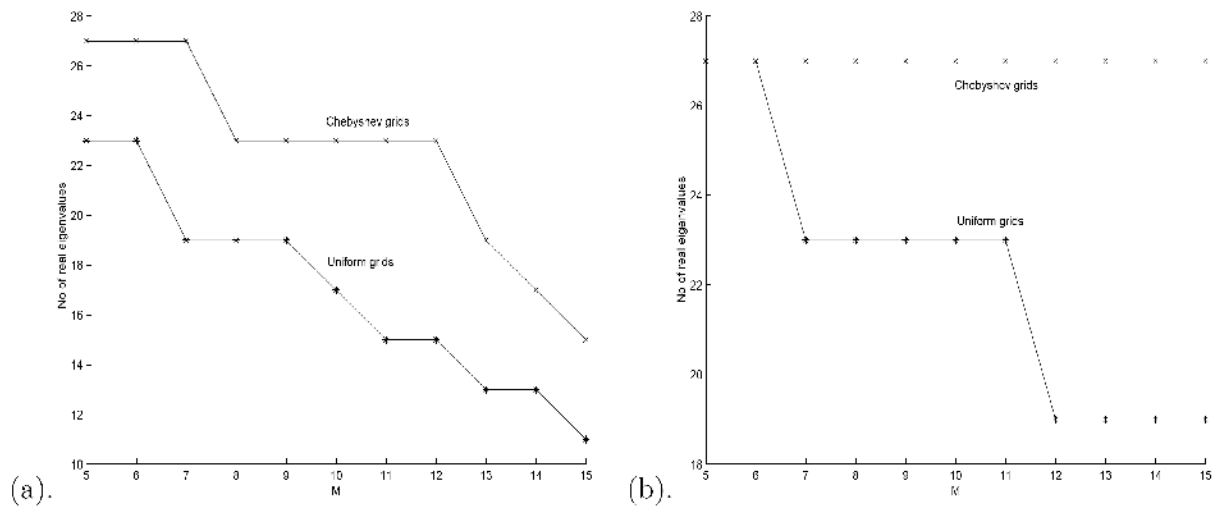 28
26
24
22
20
18
16
14
12
10
No of real eigenvalues
Chebyshev grids
Uniform grids
5 6 7 8 9 10 11 12 13 14 15
M
(a).
28
26
24
22
20
18
No of real eigenvalues
Chebyshev grids
Uniform grids
5 6 7 8 9 10 11 12 13 14 15
M
(b).